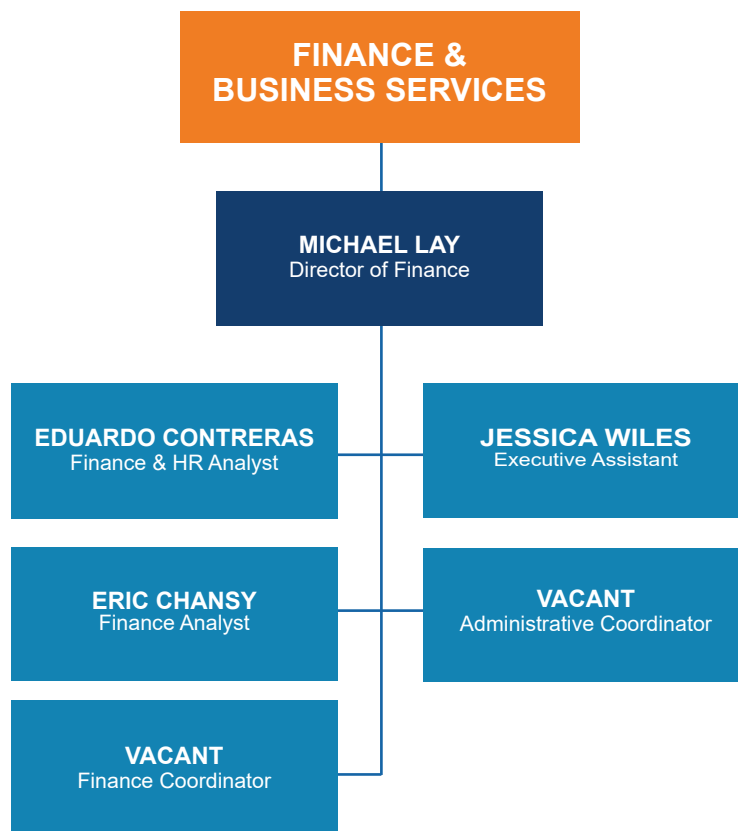 FINANCE &
BUSINESS SERVICES
MICHAEL LAY
Director of Finance
EDUARDO CONTRERAS
Finance & HR Analyst
JESSICA WILES
Executive Assistant
ERIC CHANSY
Finance Analyst
VACANT
Administrative Coordinator
VACANT
Finance Coordinator